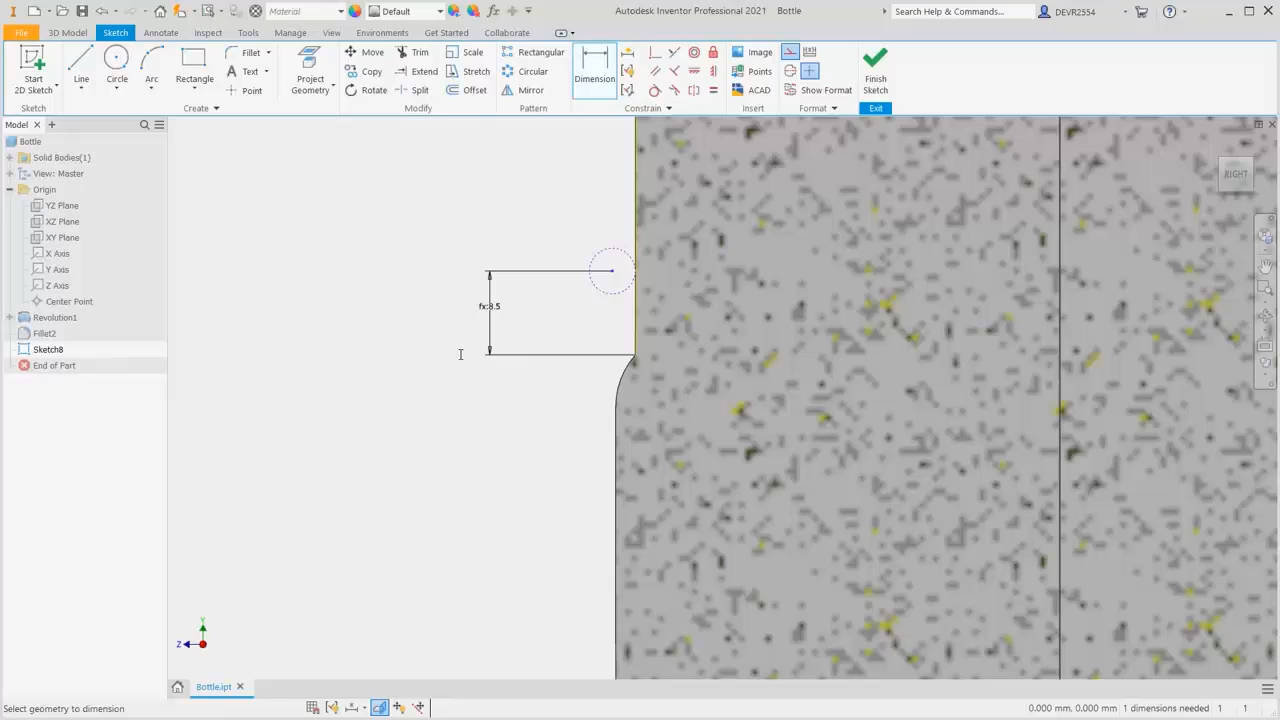 Material
Default
Autodesk Inventor Professional 2021 Bottle
Search Help & Commands...
DEVR2554
File
3D Model
Sketch
Annotate
Inspect
Tools
Manage
View
Environments
Get Started
Collaborate
Start
2D Sketch
Line
Circle
Arc
Rectangle
Fillet
Text
Point
Project
Geometry
Move
Copy
Rotate
Trim
Extend
Split
Scale
Stretch
Offset
Rectangular
Circular
Mirror
Dimension
Image
Points
ACAD
Show Format
Finish
Sketch
Sketch
Create
Modify
Pattern
Constrain
Insert
Format
Exit
Model
Bottle
Solid Bodies(1)
View: Master
Origin
YZ Plane
XZ Plane
XY Plane
X Axis
Y Axis
Z Axis
Center Point
Revolution1
Fillet2
Sketch8
End of Part
fx:8.5
RIGHT
Y
Z
Bottle.ipt
Select geometry to dimension
0.000 mm, 0.000 mm
1 dimensions needed
1
1